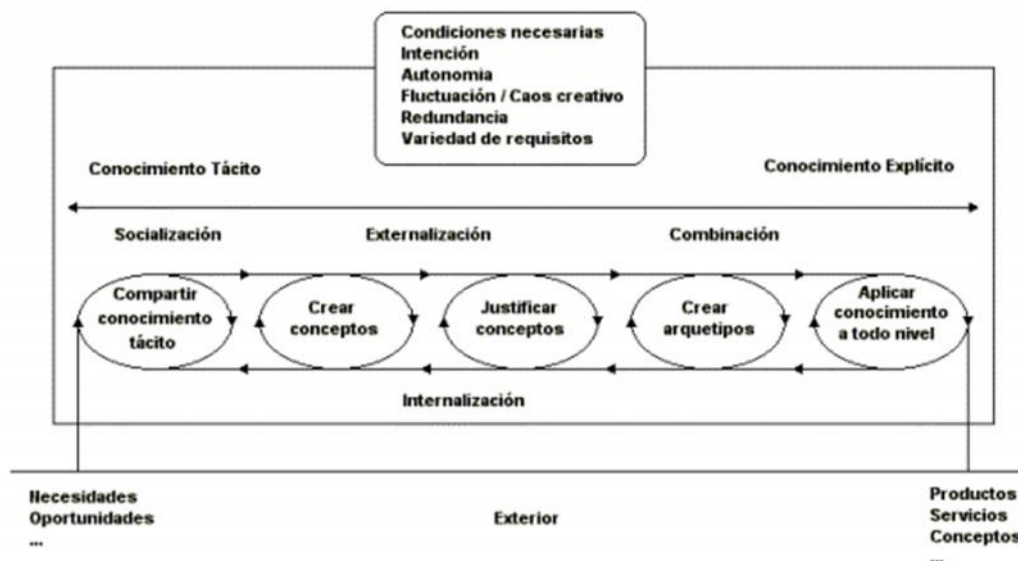 Condiciones necesarias
Intención
Autonomia
Fluctuación / Caos creativo
Redundancia
Variedad de requisitos
Conocimiento Tácito
Conocimiento Explícito
Socialización
Externalización
Combinación
Compartir
conocimiento
tácito
Crear
conceptos
Justificar
conceptos
Crear
arquetipos
Aplicar
conocimiento
a todo nivel
Internalización
Necesidades
Oportunidades
...
Exterior
Productos
Servicios
Conceptos
...